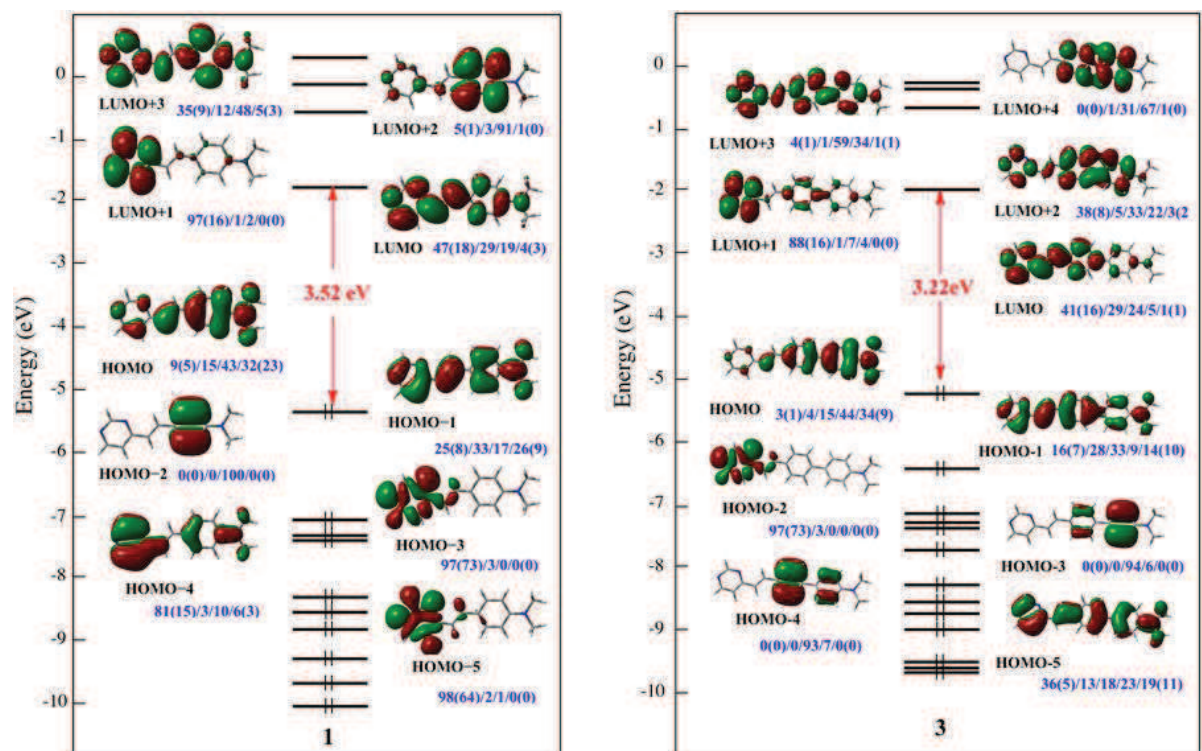 Energy (eV)
0
-1
-2
-3
-4
-5
-6
-7
-8
-9
-10
LUMO+3 35(9)/12/48/5(3)
LUMO+2 5(1)/3/91/1(0)
LUMO+1
97(16)/1/2/0(0)
LUMO 47(18)/29/19/4(3)
3.52 eV
HOMO 9(5)/15/43/32(23)
HOMO−1
25(8)/33/17/26(9)
HOMO−2
0(0)/0/100/0(0)
HOMO−3
97(73)/3/0/0(0)
HOMO−4
81(15)/3/10/6(3)
HOMO−5
98(64)/2/1/0(0)
1
Energy (eV)
0
-1
-2
-3
-4
-5
-6
-7
-8
-9
-10
LUMO+4 0(0)/1/31/67/1(0)
LUMO+3 4(1)/1/59/34/1(1)
LUMO+2 38(8)/5/33/22/3(2
LUMO+1 88(16)/1/7/4/0(0)
LUMO 41(16)/29/24/5/1(1)
3.22eV
HOMO 3(1)/4/15/44/34(9)
HOMO-1 16(7)/28/33/9/14(10)
HOMO-2
97(73)/3/0/0/0(0)
HOMO-3 0(0)/0/94/6/0(0)
HOMO-4
0(0)/0/93/7/0(0)
HOMO-5
36(5)/13/18/23/19(11)
3